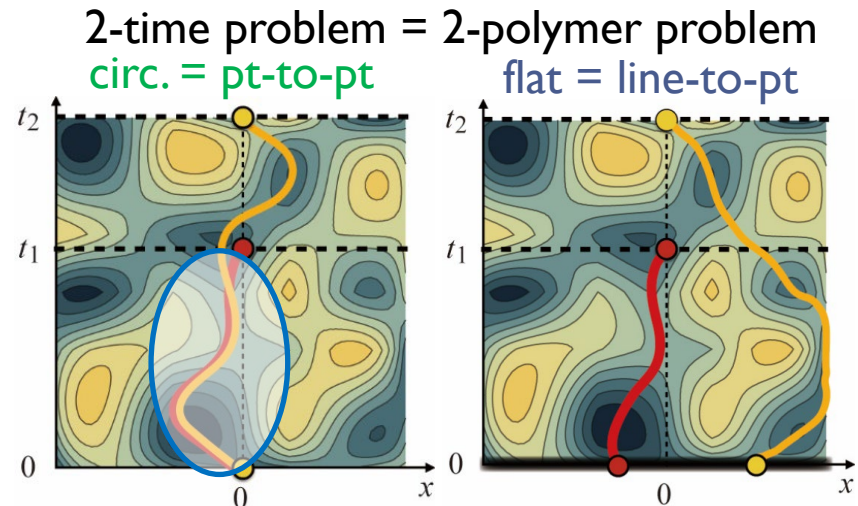 2-time problem = 2-polymer problem
circ. = pt-to-pt
flat = line-to-pt
t₂
t₁
0
0
x
t₂
t₁
0
0
x